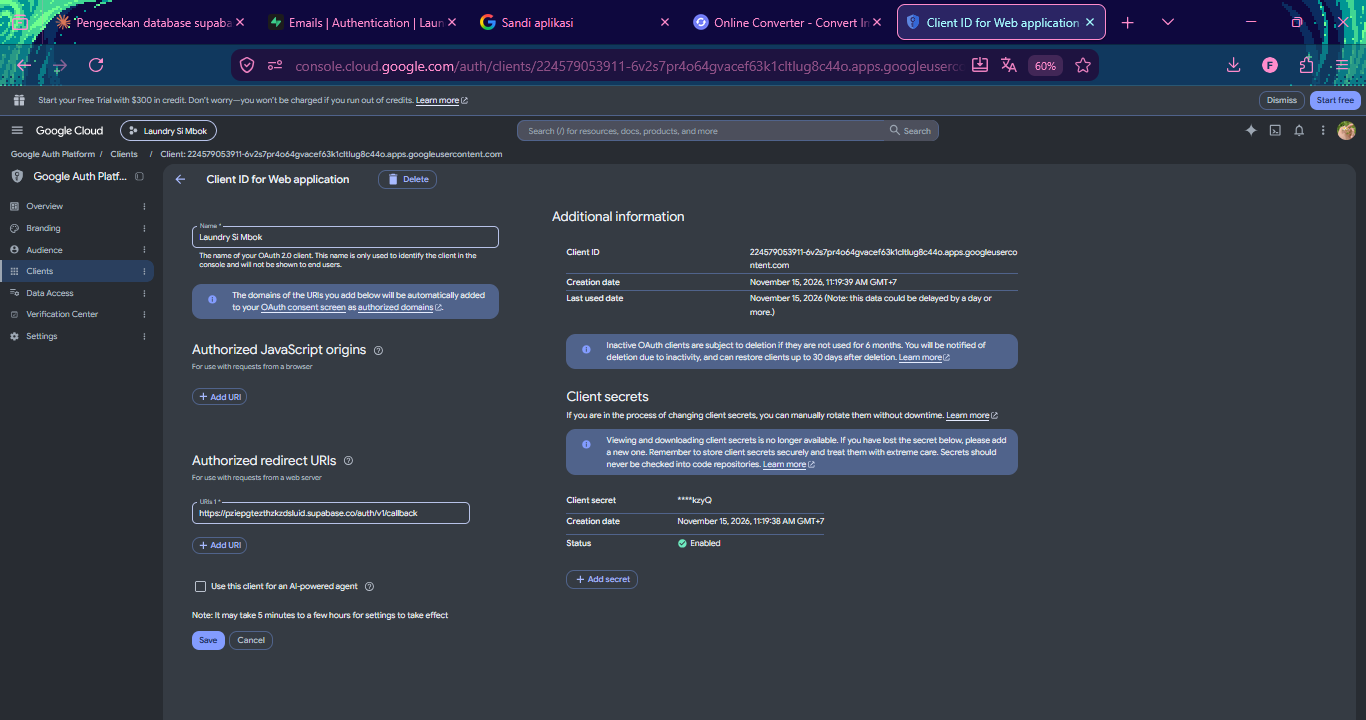 Pengecekan database supaba
Emails | Authentication | Laun
Sandi aplikasi
Online Converter - Convert In
Client ID for Web application
console.cloud.google.com/auth/clients/224579053911-6v2s7pr4o64gvacef63k1cltlug8c44o.apps.googleuserco
60%
F
Start your Free Trial with $300 in credit. Don't worry—you won't be charged if you run out of credits. Learn more
Dismiss
Start free
Google Cloud
Laundry Si Mbok
Search (/) for resources, docs, products, and more
Search
Google Auth Platform / Clients / Client: 224579053911-6v2s7pr4o64gvacef63k1cltlug8c44o.apps.googleusercontent.com
Google Auth Platf...
Overview
Branding
Audience
Clients
Data Access
Verification Center
Settings
Client ID for Web application
Delete
Name *
Laundry Si Mbok
The name of your OAuth 2.0 client. This name is only used to identify the client in the
console and will not be shown to end users.
The domains of the URIs you add below will be automatically added
to your OAuth consent screen as authorized domains.
Authorized JavaScript origins
For use with requests from a browser
Add URI
Authorized redirect URIs
For use with requests from a web server
URIs 1 *
https://pziepgtezthzkzdsluid.supabase.co/auth/v1/callback
Add URI
Use this client for an AI-powered agent
Note: It may take 5 minutes to a few hours for settings to take effect
Save
Cancel
Additional information
Client ID
224579053911-6v2s7pr4o64gvacef63k1cltlug8c44o.apps.googleuserco
ntent.com
Creation date
November 15, 2026, 11:19:39 AM GMT+7
Last used date
November 15, 2026 (Note: this data could be delayed by a day or
more.)
Inactive OAuth clients are subject to deletion if they are not used for 6 months. You will be notified of
deletion due to inactivity, and can restore clients up to 30 days after deletion. Learn more
Client secrets
If you are in the process of changing client secrets, you can manually rotate them without downtime. Learn more
Viewing and downloading client secrets is no longer available. If you have lost the secret below, please add
a new one. Remember to store client secrets securely and treat them with extreme care. Secrets should
never be checked into code repositories. Learn more
Client secret
****kzyQ
Creation date
November 15, 2026, 11:19:38 AM GMT+7
Status
Enabled
Add secret